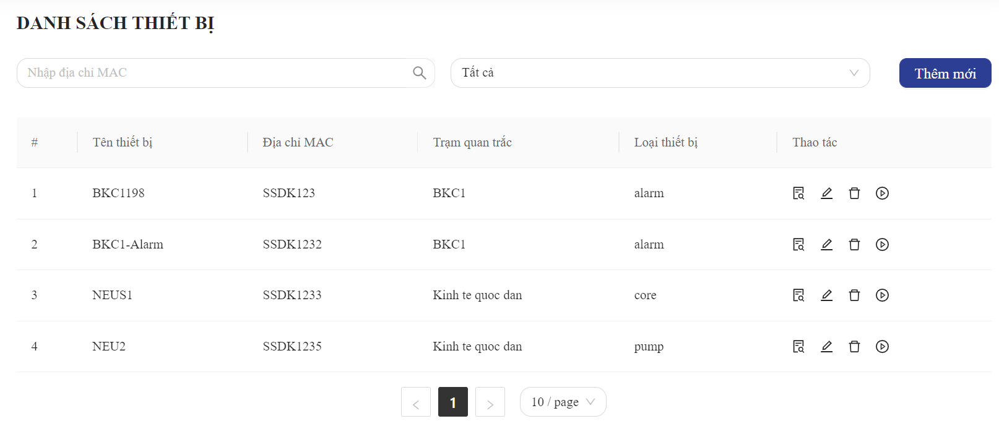 DANH SÁCH THIẾT BỊ
Nhập địa chỉ MAC
Tất cả
Thêm mới
# Tên thiết bị Địa chỉ MAC Trạm quan trắc Loại thiết bị Thao tác
1 BKC1198 SSDK123 BKC1 alarm
2 BKC1-Alarm SSDK1232 BKC1 alarm
3 NEUS1 SSDK1233 Kinh te quoc dan core
4 NEU2 SSDK1235 Kinh te quoc dan pump
< 1 > 10 / page